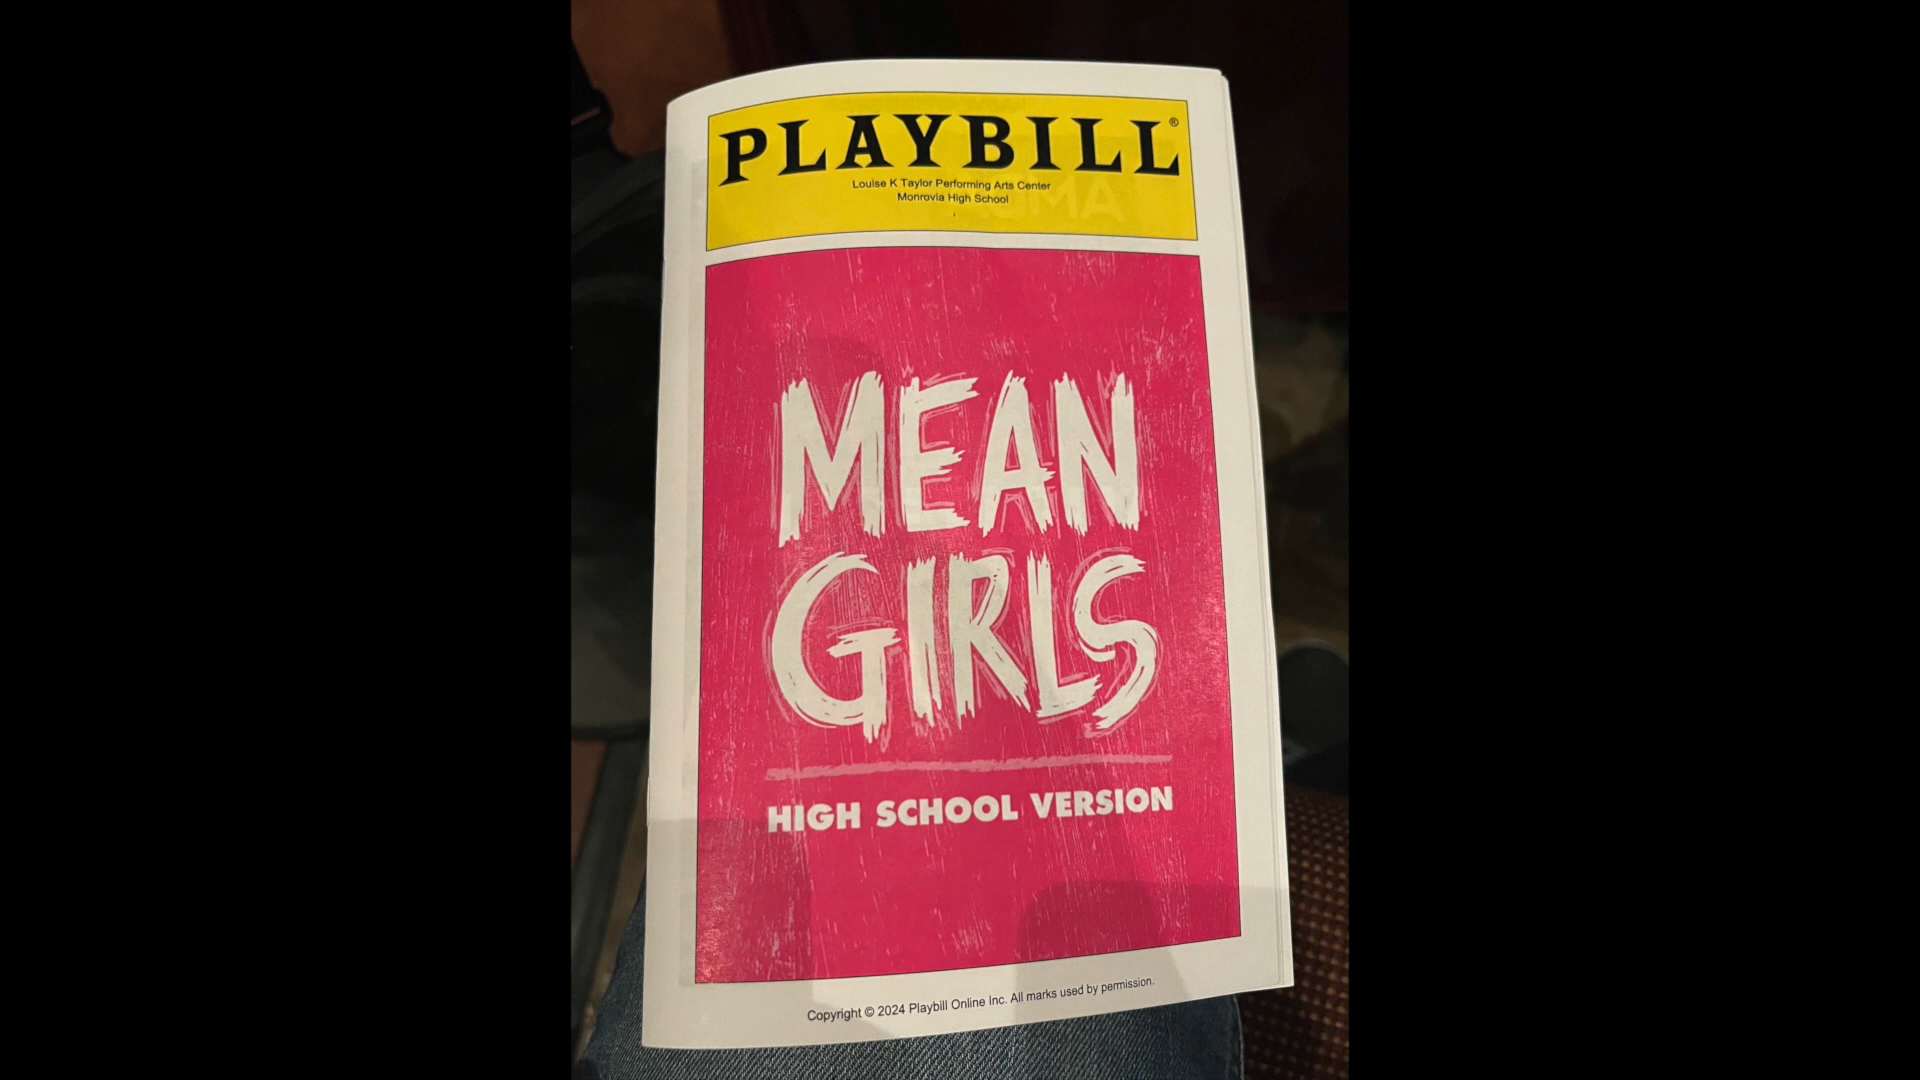 PLAYBILL®
Louise K Taylor Performing Arts Center
Monrovia High School
AMDA
MEAN
GIRLS
HIGH SCHOOL VERSION
Copyright © 2024 Playbill Online Inc. All marks used by permission.